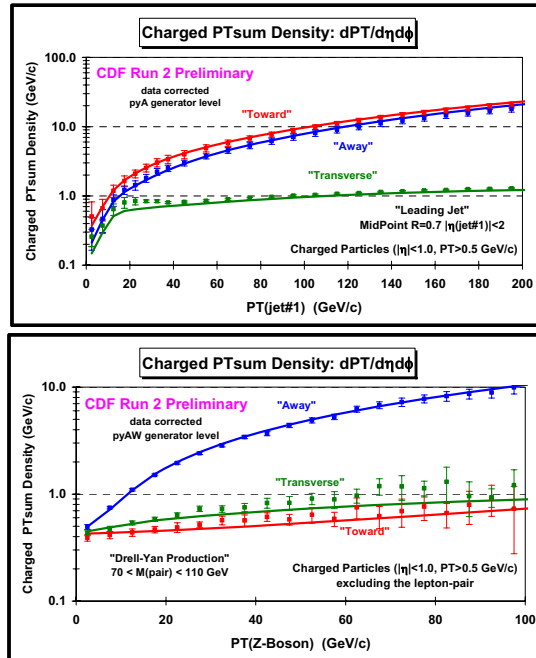 Charged PTsum Density: dPT/dηdϕ
100.0
CDF Run 2 Preliminary
data corrected
pyA generator level
"Toward"
10.0
"Away"
"Transverse"
1.0
"Leading Jet"
MidPoint R=0.7 |η(jet#1)|<2
Charged Particles (|η|<1.0, PT>0.5 GeV/c)
0.1
0 20 40 60 80 100 120 140 160 180 200
PT(jet#1) (GeV/c)
Charged PTsum Density (GeV/c)
Charged PTsum Density: dPT/dηdϕ
10.0
CDF Run 2 Preliminary
data corrected
pyAW generator level
"Away"
"Transverse"
1.0
"Toward"
"Drell-Yan Production"
70 < M(pair) < 110 GeV
Charged Particles (|η|<1.0, PT>0.5 GeV/c)
excluding the lepton-pair
0.1
0 20 40 60 80 100
PT(Z-Boson) (GeV/c)
Charged PTsum Density (GeV/c)